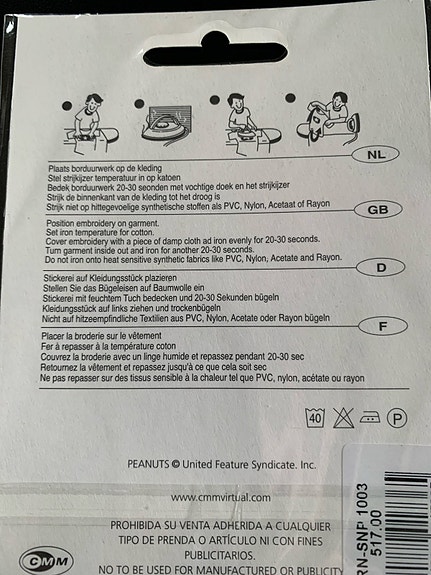 NL
Plaats borduurwerk op de kleding
Stel strijkijzer temperatuur in op katoen
Bedek borduurwerk 20-30 seonden met vochtige doek en het strijkijzer
Strijk de binnenkant van de kleding tot het droog is
Strijk niet op hittegevoelige synthetische stoffen als PVC, Nylon, Acetaat of Rayon
GB
Position embroidery on garment.
Set iron temperature for cotton.
Cover embroidery with a piece of damp cloth ad iron evenly for 20-30 seconds.
Turn garment inside out and iron for another 20-30 seconds.
Do not iron onto heat sensitive synthetic fabrics like PVC, Nylon, Acetate and Rayon.
D
Stickerei auf Kleidungsstück plazieren
Stellen Sie das Bügeleisen auf Baumwolle ein
Stickerei mit feuchtem Tuch bedecken und 20-30 Sekunden bügeln
Kleidungsstück auf links ziehen und trockenbügeln
Nicht auf hitzeempfindliche Textilien aus PVC, Nylon, Acetate oder Rayon bügeln
F
Placer la broderie sur le vêtement
Fer à repasser à la température coton
Couvrez la broderie avec un linge humide et repassez pendant 20-30 sec
Retournez la vêtement et repassez jusqu'à ce que cela soit sec
Ne pas repasser sur des tissus sensible à la chaleur tel que PVC, nylon, acétate ou rayon
40 P
PEANUTS © United Feature Syndicate. Inc.
www.cmmvirtual.com
PROHIBIDA SU VENTA ADHERIDA A CUALQUIER
TIPO DE PRENDA O ARTICULO NI CON FINES
PUBLICITARIOS.
NO TO BE USED FOR MANUFACTURED OR PUBLICITY
CMM
RN-SNP 1003
517.00